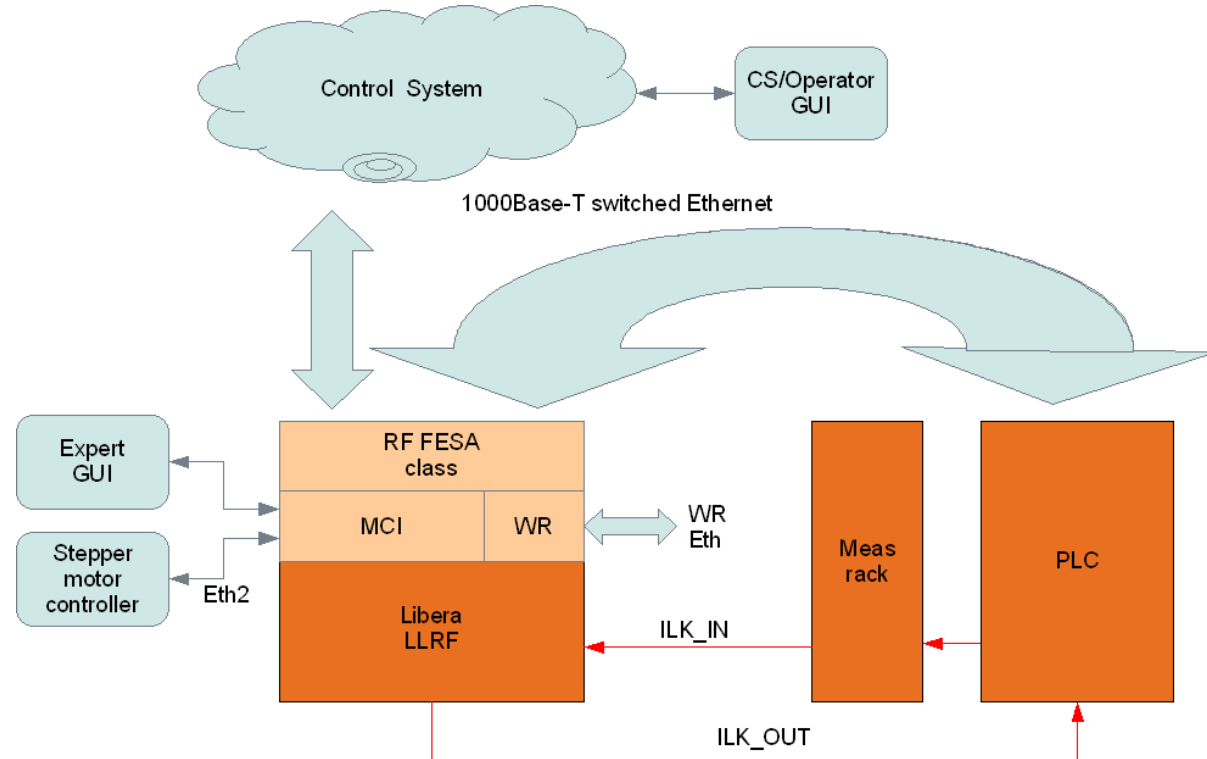 Control System
CS/Operator
GUI
1000Base-T switched Ethernet
Expert
GUI
RF FESA
class
MCI
WR
WR
Eth
Stepper
motor
controller
Eth2
Libera
LLRF
ILK_IN
Meas
rack
PLC
ILK_OUT